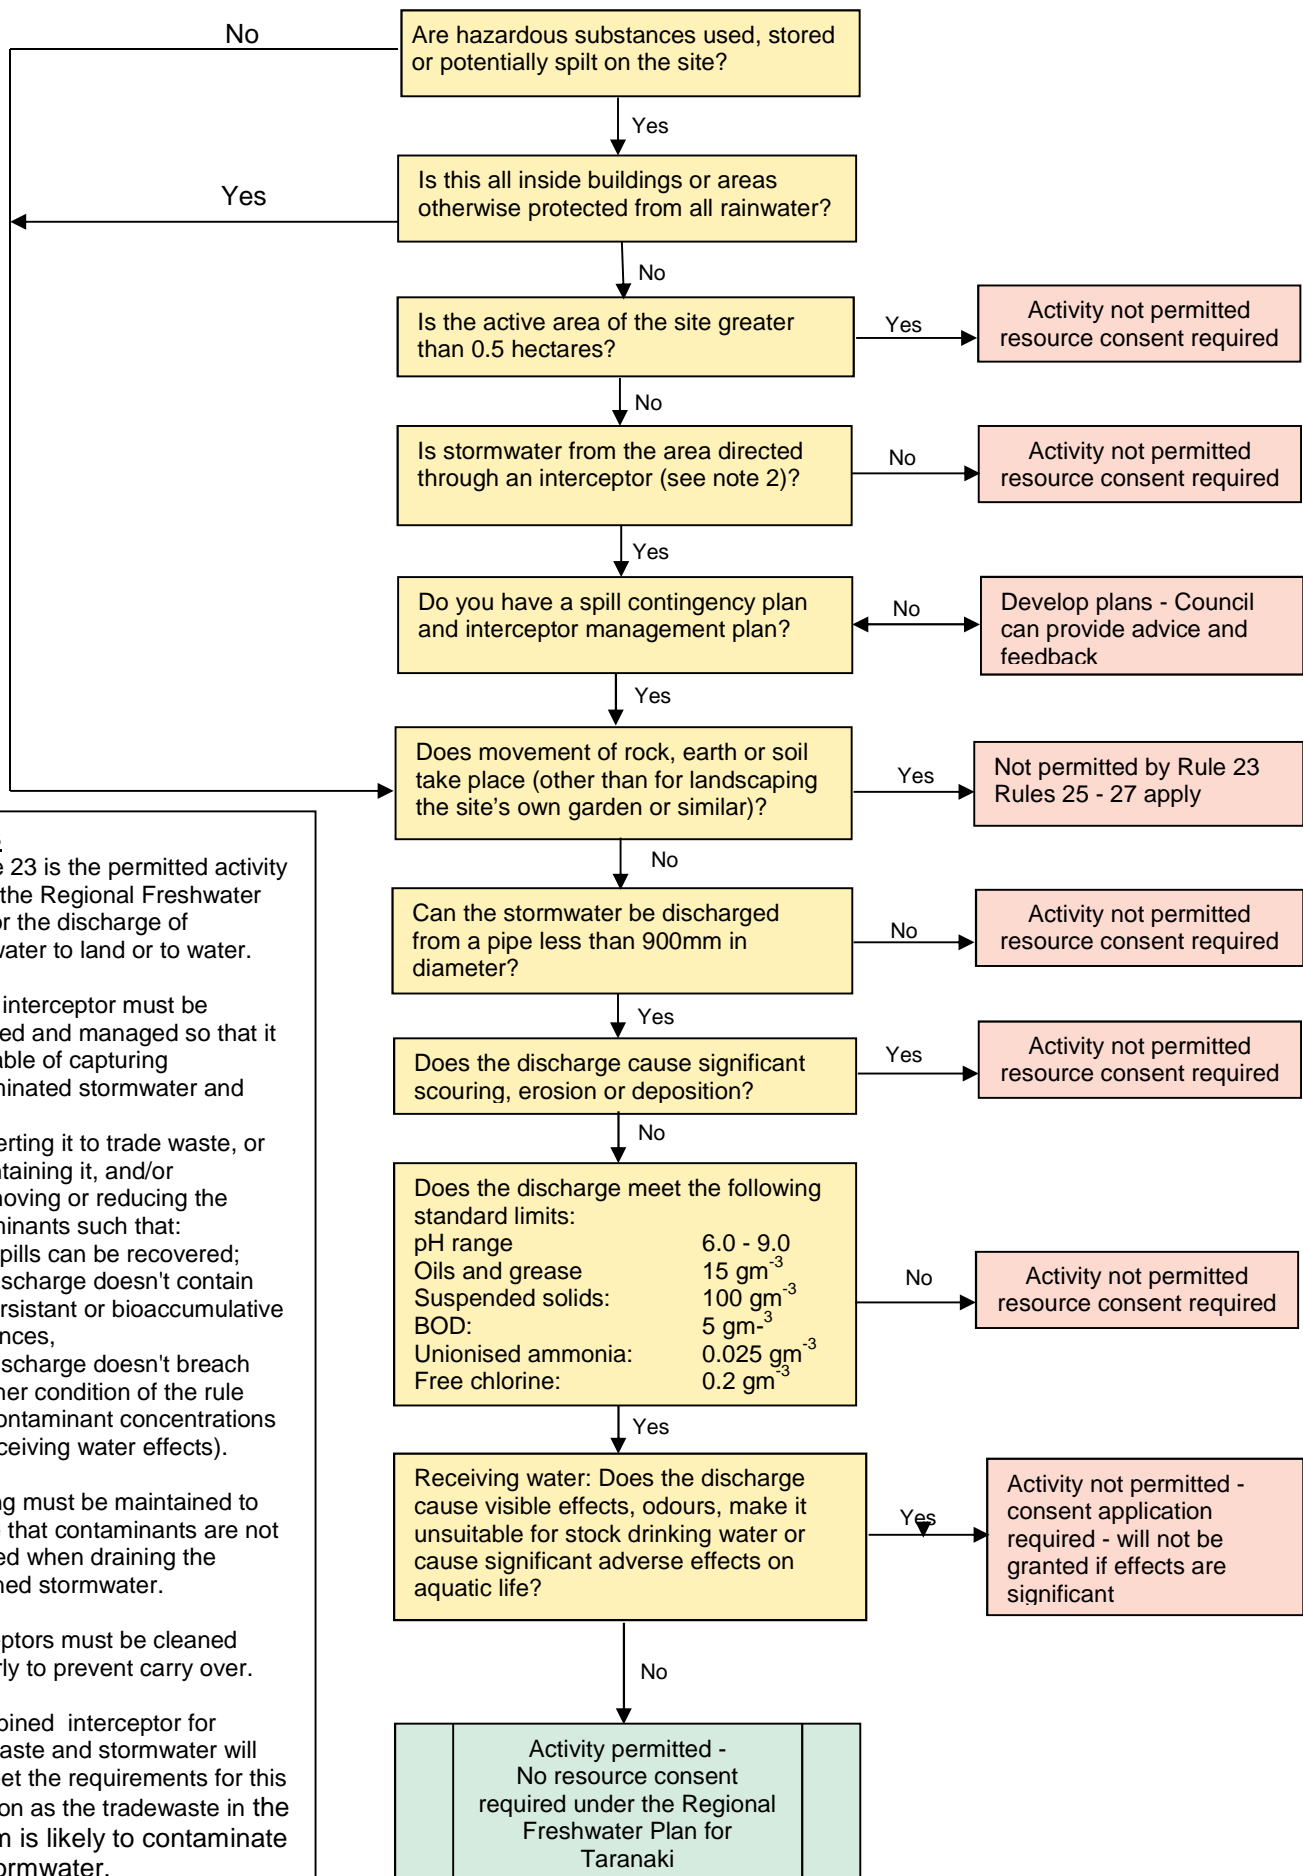 No
Are hazardous substances used, stored
or potentially spilt on the site?
Yes
Is this all inside buildings or areas
otherwise protected from all rainwater?
Yes
No
Is the active area of the site greater
than 0.5 hectares?
Yes
Activity not permitted
resource consent required
No
Is stormwater from the area directed
through an interceptor (see note 2)?
No
Activity not permitted
resource consent required
Yes
Do you have a spill contingency plan
and interceptor management plan?
No
Develop plans - Council
can provide advice and
feedback
Yes
Does movement of rock, earth or soil
take place (other than for landscaping
the site's own garden or similar)?
Yes
Not permitted by Rule 23
Rules 25 - 27 apply
No
Can the stormwater be discharged
from a pipe less than 900mm in
diameter?
No
Activity not permitted
resource consent required
Yes
Does the discharge cause significant
scouring, erosion or deposition?
Yes
Activity not permitted
resource consent required
No
Does the discharge meet the following
standard limits:
pH range 6.0 - 9.0
Oils and grease 15 gm-3
Suspended solids: 100 gm-3
BOD: 5 gm-3
Unionised ammonia: 0.025 gm-3
Free chlorine: 0.2 gm-3
No
Activity not permitted
resource consent required
Yes
Receiving water: Does the discharge
cause visible effects, odours, make it
unsuitable for stock drinking water or
cause significant adverse effects on
aquatic life?
Yes
Activity not permitted -
consent application
required - will not be
granted if effects are
significant
No
Activity permitted -
No resource consent
required under the Regional
Freshwater Plan for
Taranaki
23 is the permitted activity
the Regional Freshwater
or the discharge of
water to land or to water.
interceptor must be
ed and managed so that it
able of capturing
minated stormwater and
erting it to trade waste, or
ntaining it, and/or
noving or reducing the
minants such that:
pills can be recovered;
scharge doesn't contain
rsistant or bioaccumulative
nces,
scharge doesn't breach
ner condition of the rule
ontaminant concentrations
ceiving water effects).
ng must be maintained to
that contaminants are not
ed when draining the
ned stormwater.
eptors must be cleaned
rly to prevent carry over.
bined interceptor for
aste and stormwater will
eet the requirements for this
on as the tradewaste in the
m is likely to contaminate
ormwater.